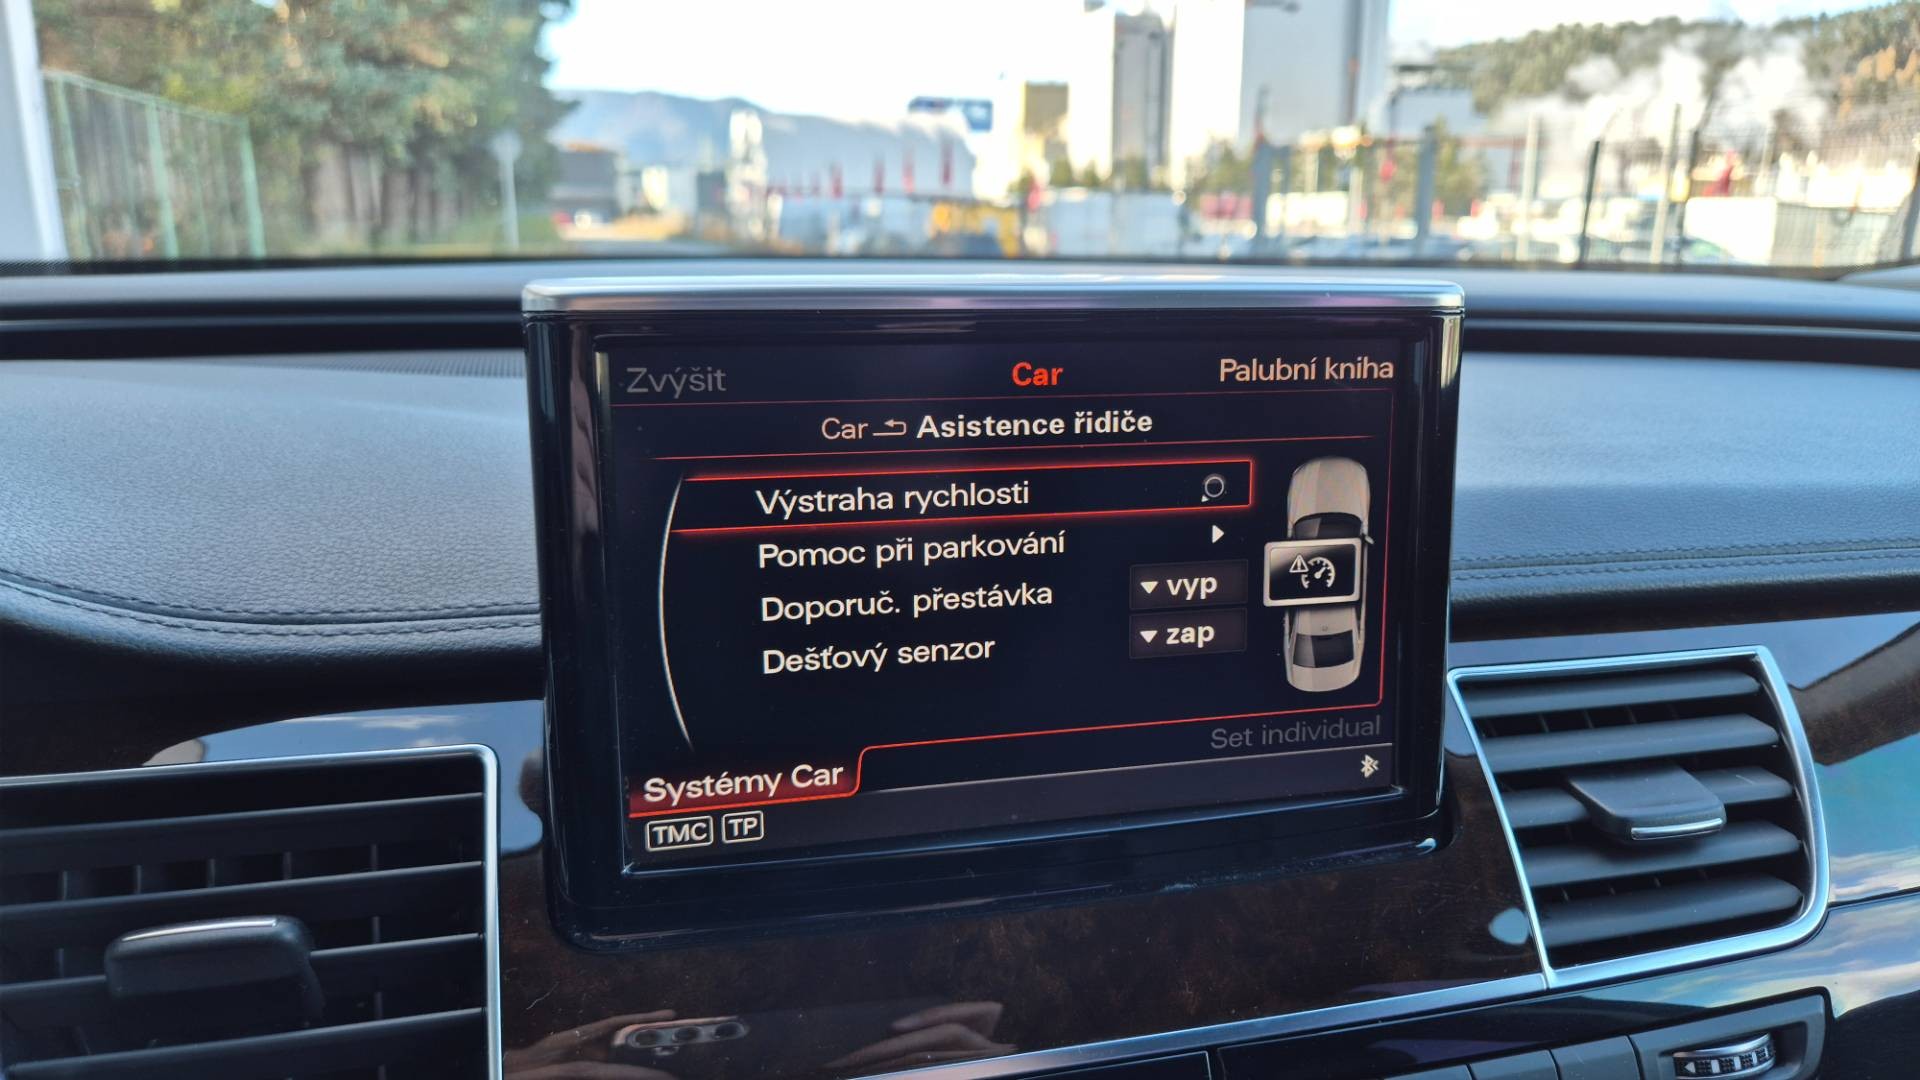 Zvýšit
Car
Palubní kniha
Car Asistence řidiče
Výstraha rychlosti
Pomoc při parkování
Doporuč. přestávka vyp
Dešťový senzor zap
Set individual
Systémy Car
TMC TP